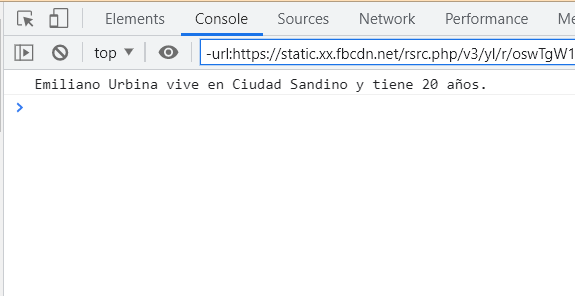 Elements Console Sources Network Performance Me
top -url:https://static.xx.fbcdn.net/rsrc.php/v3/yl/r/oswTgW1
Emiliano Urbina vive en Ciudad Sandino y tiene 20 años.